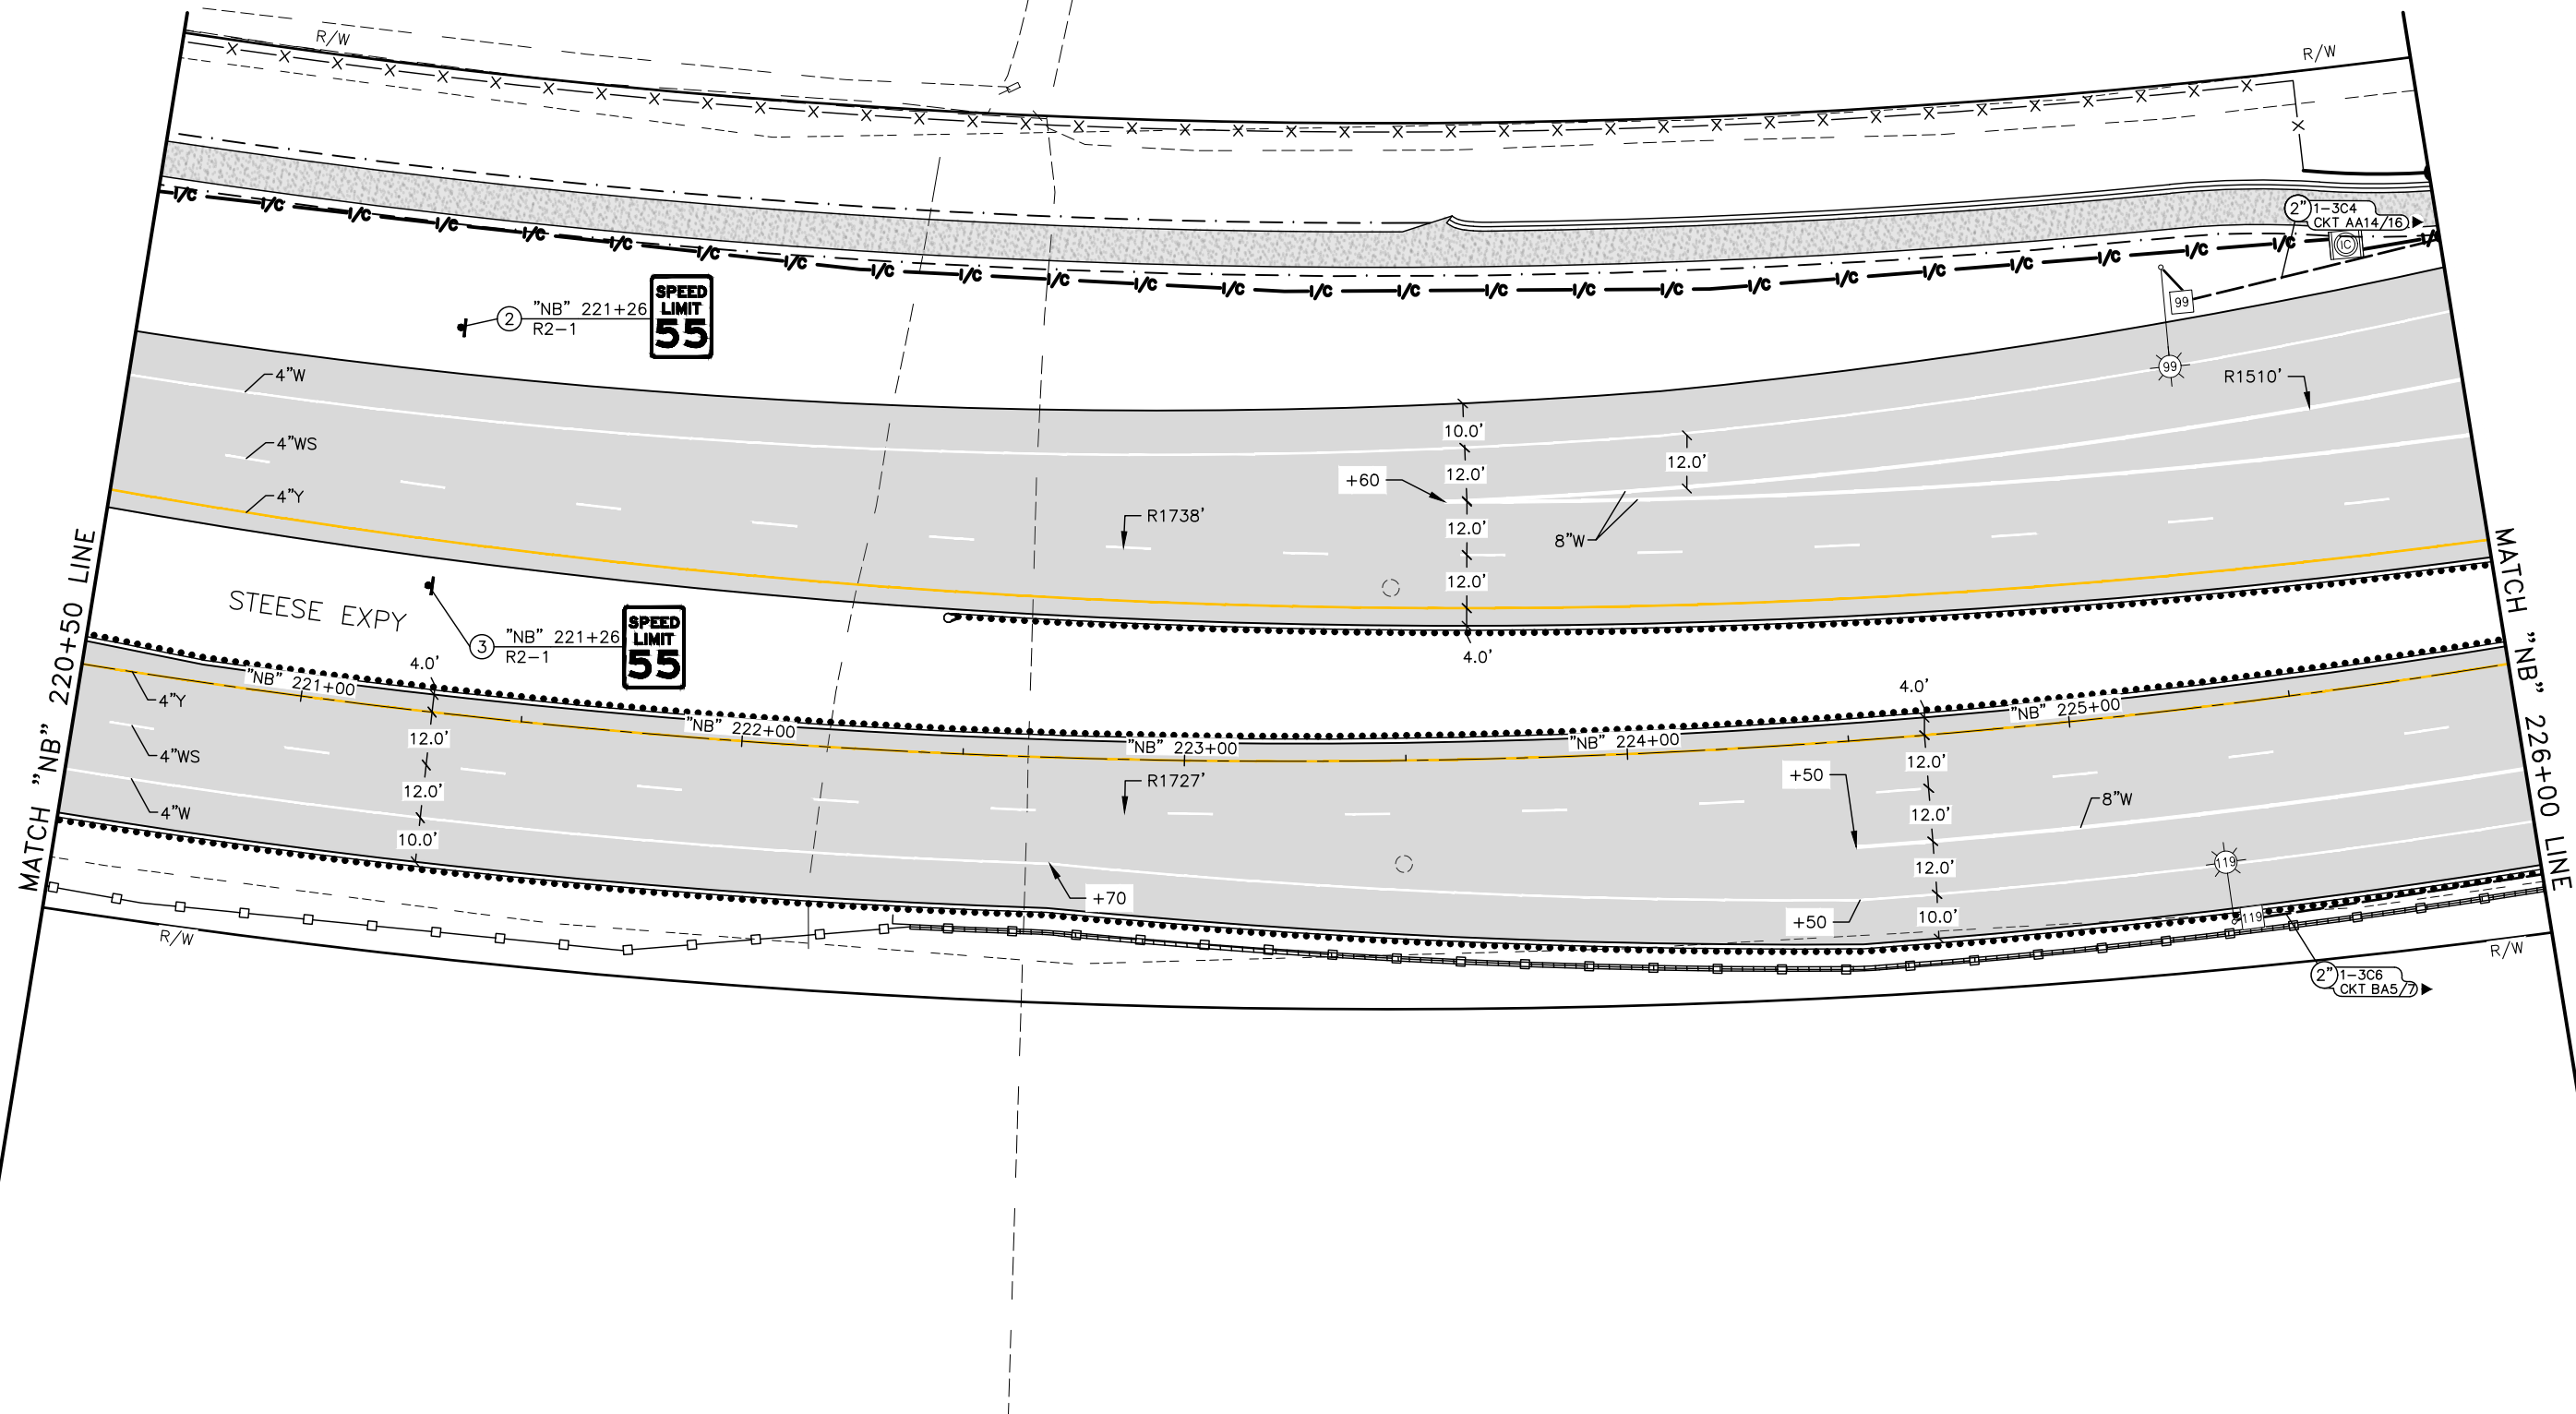 R/W
R/W
2" 1-3C4
CKT AA14/16
I/C I/C I/C I/C I/C I/C I/C I/C I/C I/C I/C I/C I/C I/C I/C I/C I/C I/C I/C I/C I/C I/C I/C I/C I/C
IC
99
99
2 "NB" 221+26
R2-1
SPEED
LIMIT
55
4"W
4"WS
4"Y
R1510'
10.0'
12.0'
12.0'
12.0'
12.0'
4.0'
+60
8"W
R1738'
MATCH "NB" 220+50 LINE
MATCH "NB" 226+00 LINE
STEESE EXPY
3 "NB" 221+26
R2-1
SPEED
LIMIT
55
4.0'
12.0'
12.0'
10.0'
4"Y
4"WS
4"W
"NB" 221+00
"NB" 222+00
"NB" 223+00
"NB" 224+00
"NB" 225+00
R1727'
4.0'
12.0'
12.0'
12.0'
10.0'
+50
8"W
+70
+50
119
119
R/W
R/W
2" 1-3C6
CKT BA5/7